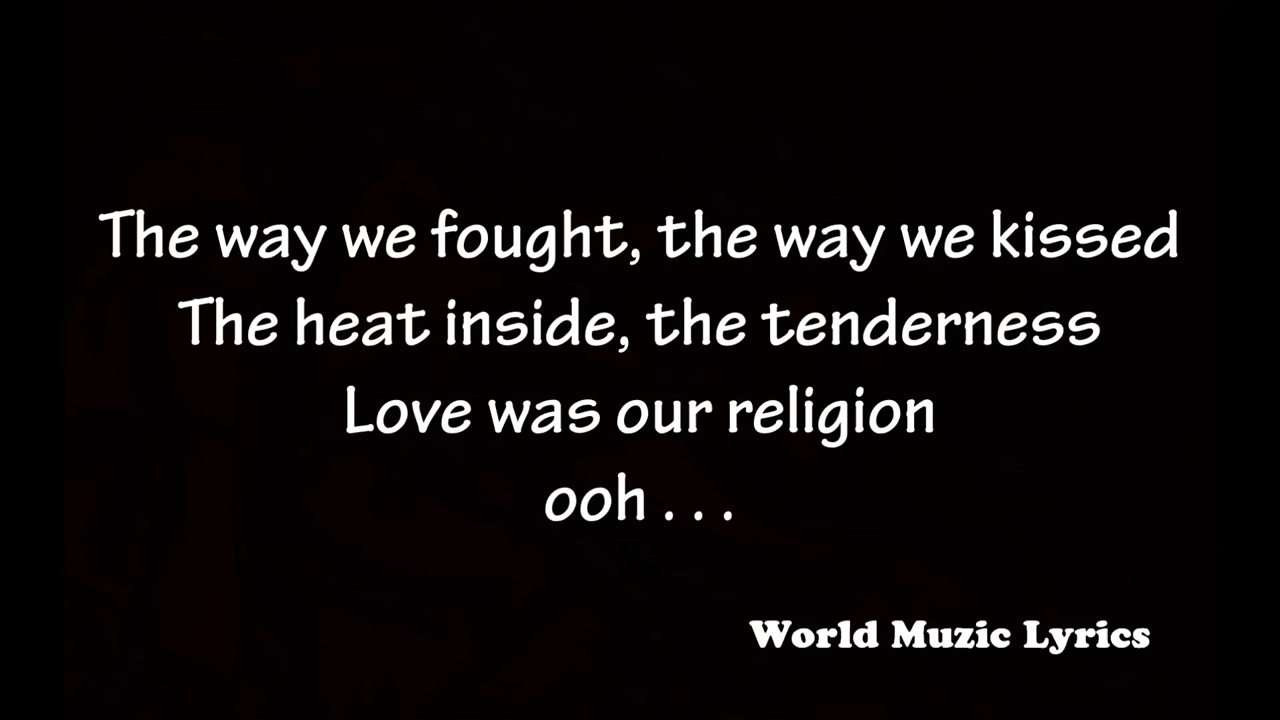 The way we fought, the way we kissed
The heat inside, the tenderness
Love was our religion
ooh . . .
World Muzic Lyrics